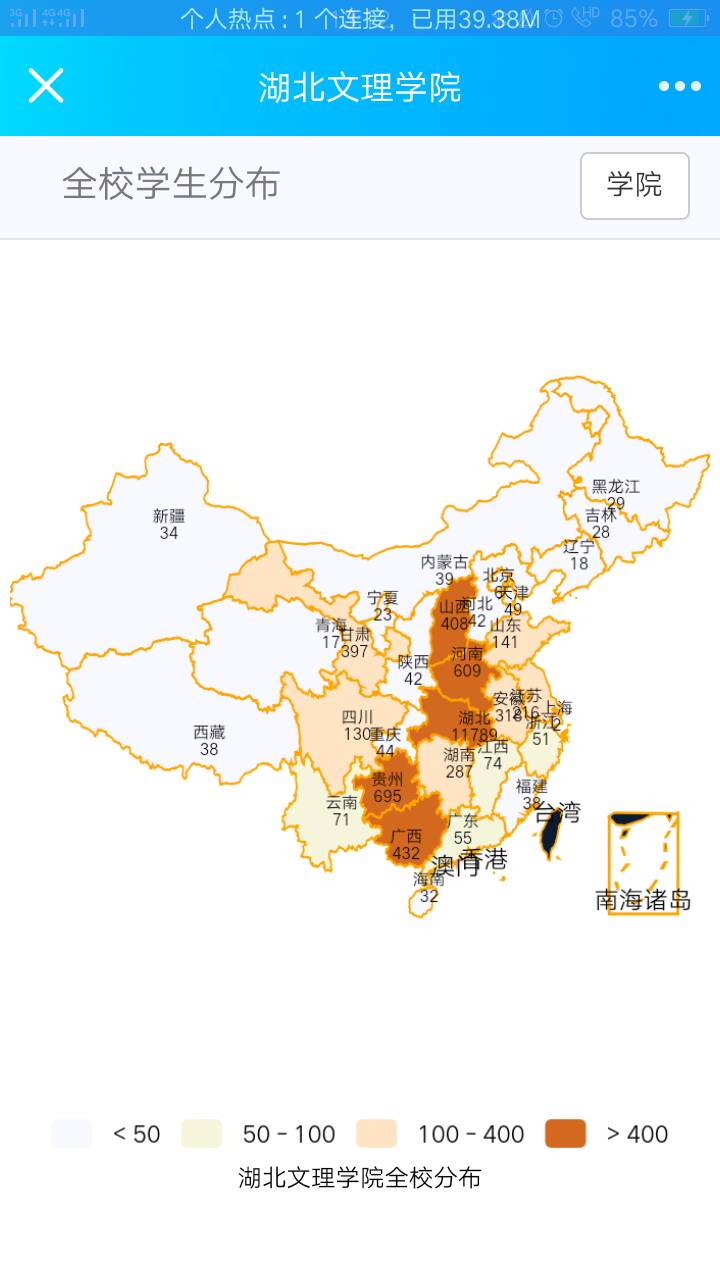 个人热点：1 个连接，已用39.38M
85%
湖北文理学院
全校学生分布
学院
黑龙江
29
吉林
28
新疆
34
辽宁
18
内蒙古
39
北京
6
天津
49
宁夏
23
山西
408
河北
42
山东
141
青海
17
甘肃
397
陕西
42
河南
609
安徽
318
江苏
216
上海
2
浙江
51
四川
130
重庆
44
湖北
11789
西藏
38
湖南
287
江西
74
贵州
695
福建
38
云南
71
台湾
广西
432
广东
55
澳门
香港
海南
32
南海诸岛
< 50
50 - 100
100 - 400
> 400
湖北文理学院全校分布